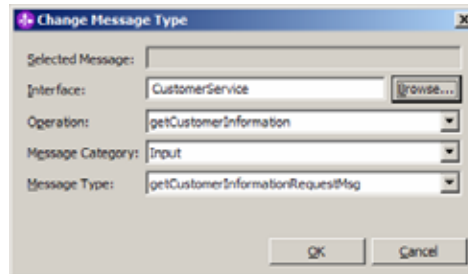 Change Message Type
Selected Message:
Interface: CustomerService Browse...
Operation: getCustomerInformation
Message Category: Input
Message Type: getCustomerInformationRequestMsg
OK Cancel